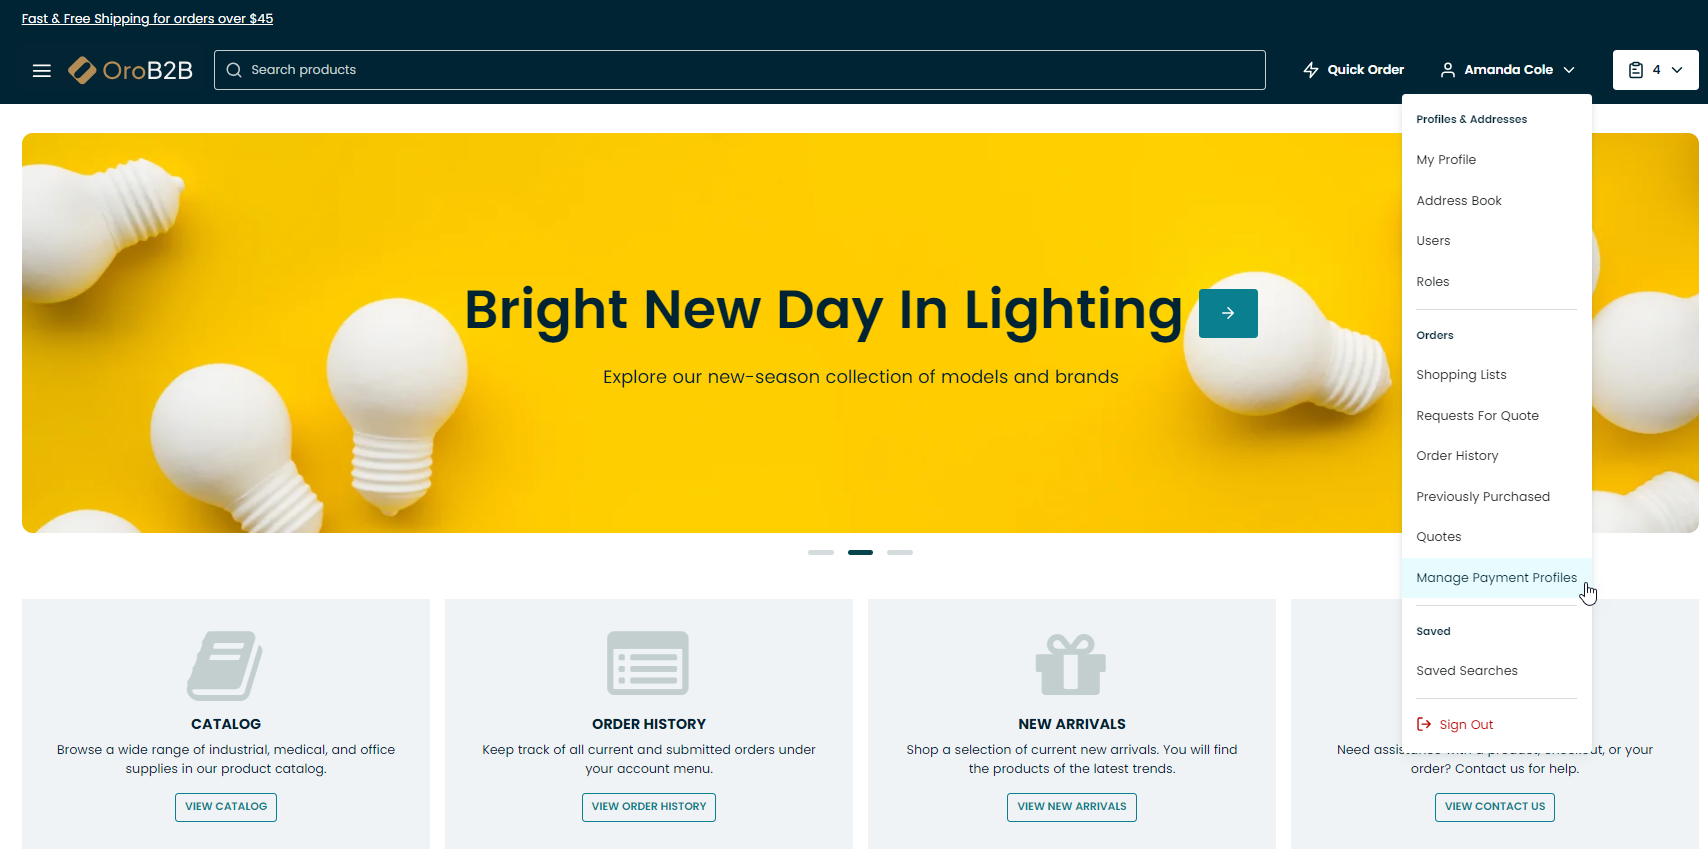 Fast & Free Shipping for orders over $45
OroB2B
Search products
Quick Order
Amanda Cole
4
Profiles & Addresses
My Profile
Address Book
Users
Roles
Orders
Shopping Lists
Requests For Quote
Order History
Previously Purchased
Quotes
Manage Payment Profiles
Saved
Saved Searches
Sign Out
Bright New Day In Lighting
Explore our new-season collection of models and brands
CATALOG
Browse a wide range of industrial, medical, and office
supplies in our product catalog.
VIEW CATALOG
ORDER HISTORY
Keep track of all current and submitted orders under
your account menu.
VIEW ORDER HISTORY
NEW ARRIVALS
Shop a selection of current new arrivals. You will find
the products of the latest trends.
VIEW NEW ARRIVALS
Need or your
order? Contact us for help.
VIEW CONTACT US